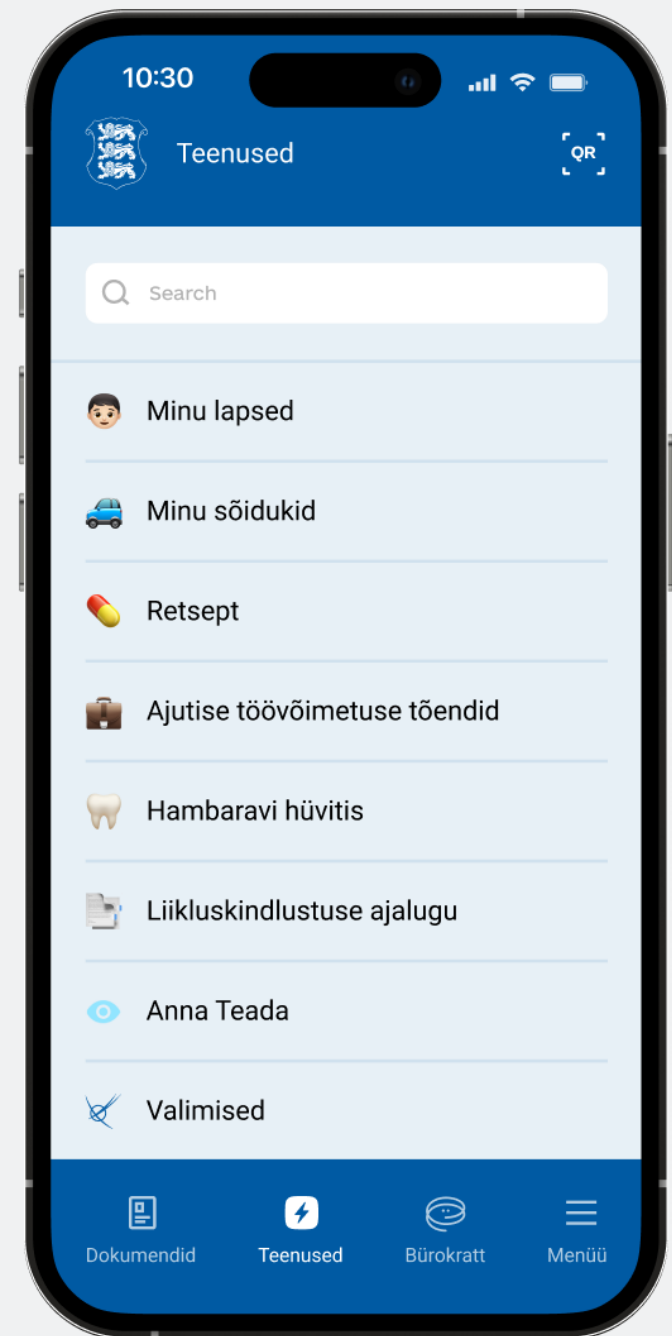 10:30
Teenused
QR
Search
Minu lapsed
Minu sõidukid
Retsept
Ajutise töövõimetuse tõendid
Hambaravi hüvitis
Liikluskindlustuse ajalugu
Anna Teada
Valimised
Dokumendid
Teenused
Bürokratt
Menüü